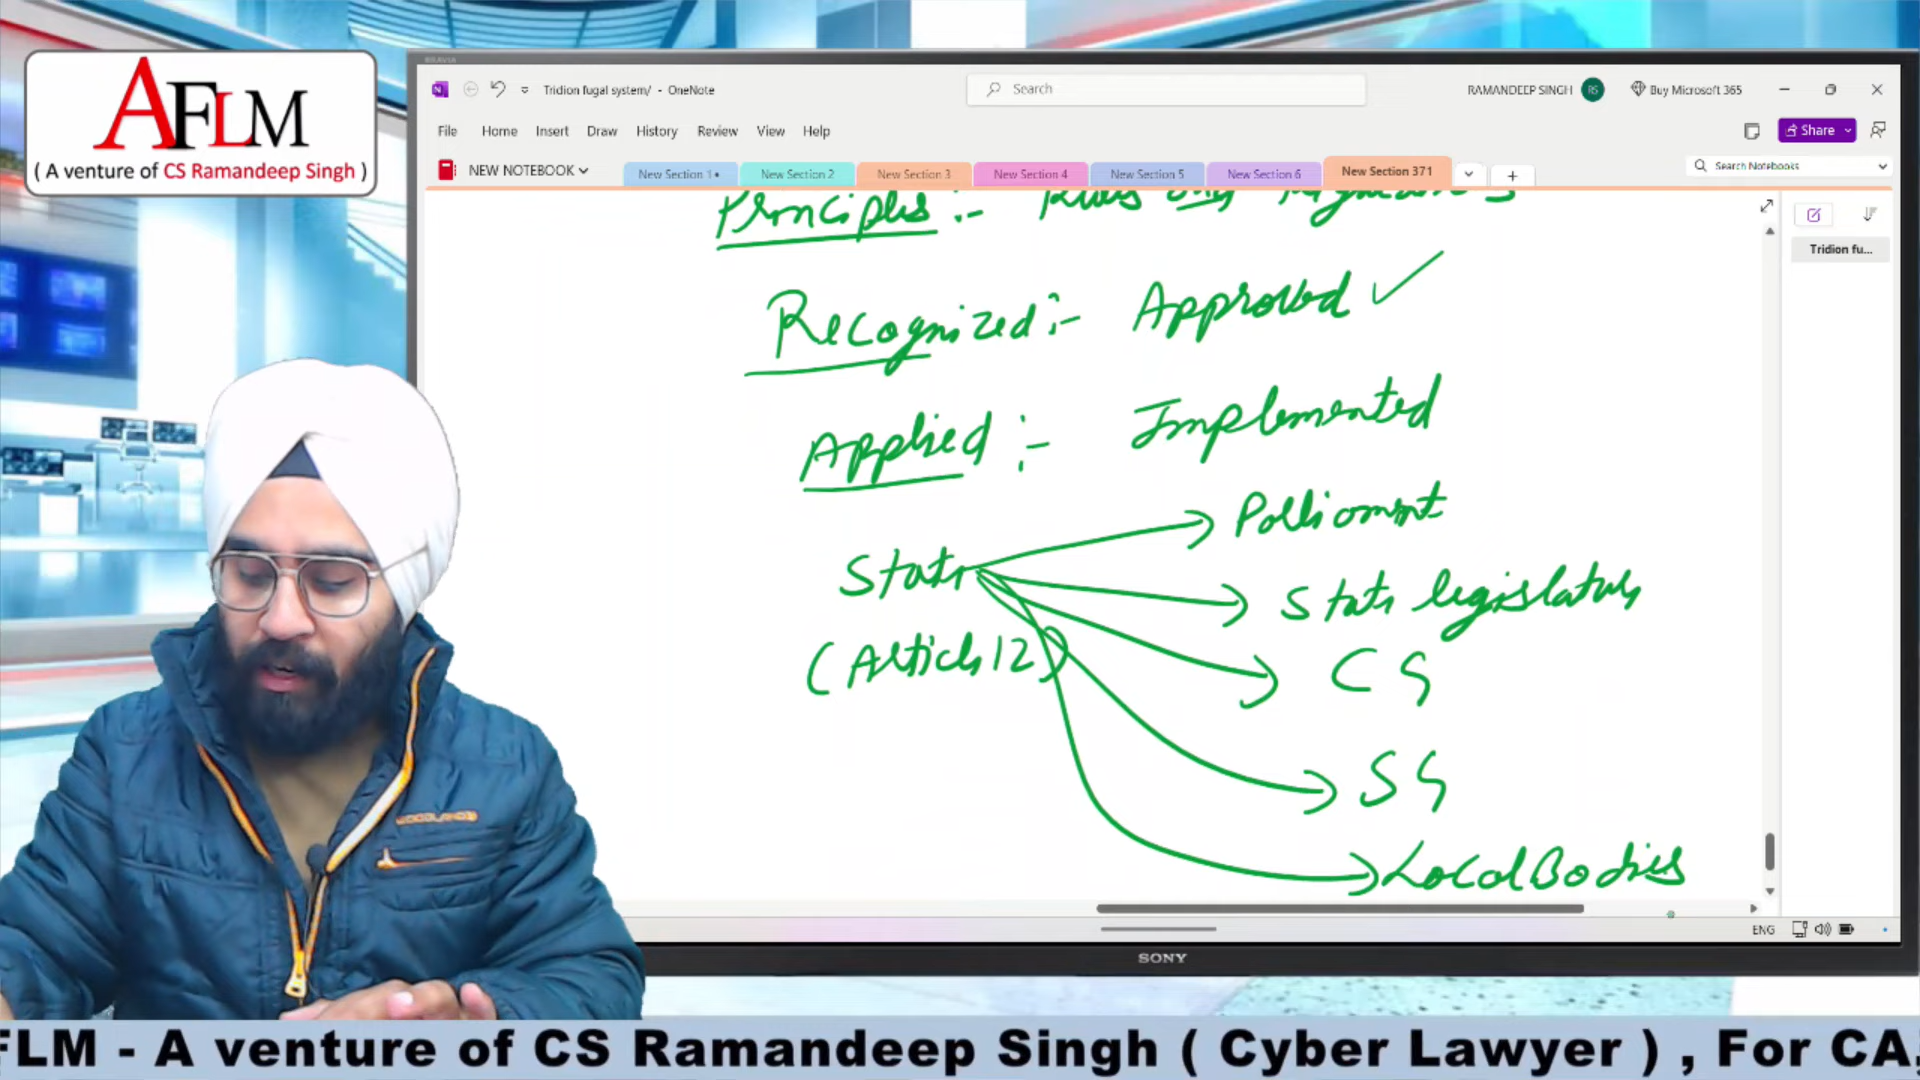 AFLM
( A venture of CS Ramandeep Singh )
BRAVIA
Tridion fugal system/ - OneNote
Search
RAMANDEEP SINGH
RS
Buy Microsoft 365
File Home Insert Draw History Review View Help
Share
NEW NOTEBOOK
New Section 1
New Section 2
New Section 3
New Section 4
New Section 5
New Section 6
New Section 371
Search Notebooks
Tridion fu...
Principles :-
Recognized :- Approved ✓
Applied :- Implemented
State
(Article 12)
Parliament
State legislature
CG
SG
Local Bodies
ENG
SONY
WOODLAND
FLM - A venture of CS Ramandeep Singh ( Cyber Lawyer ) , For CA,